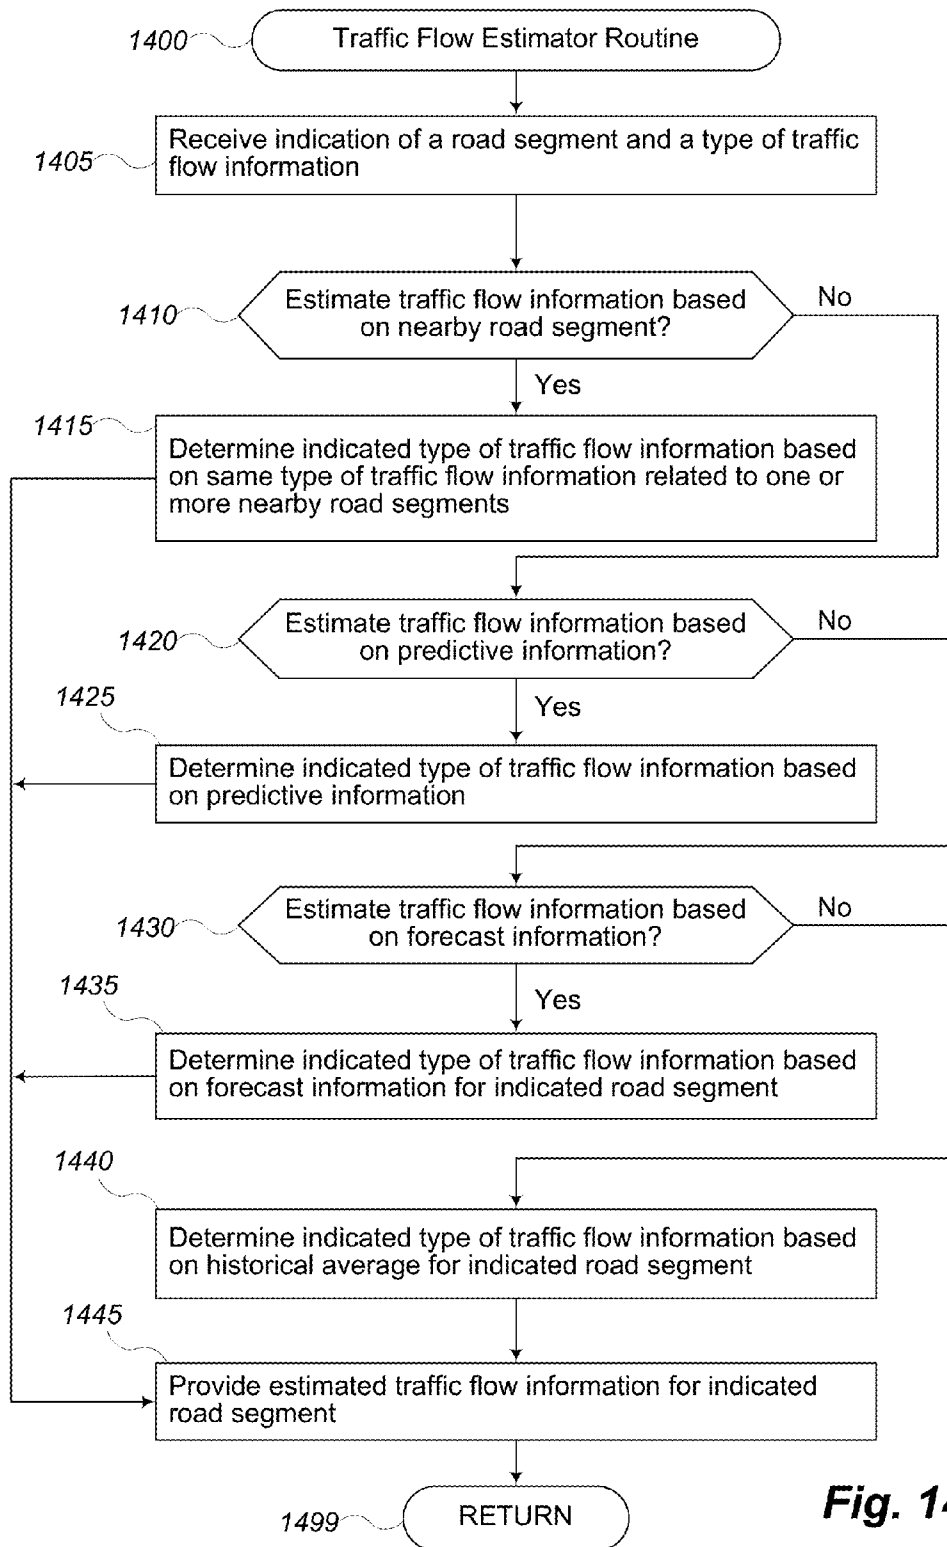 1400
Traffic Flow Estimator Routine
1405
Receive indication of a road segment and a type of traffic
flow information
1410
Estimate traffic flow information based
on nearby road segment?
No
Yes
1415
Determine indicated type of traffic flow information based
on same type of traffic flow information related to one or
more nearby road segments
1420
Estimate traffic flow information based
on predictive information?
No
Yes
1425
Determine indicated type of traffic flow information based
on predictive information
1430
Estimate traffic flow information based
on forecast information?
No
Yes
1435
Determine indicated type of traffic flow information based
on forecast information for indicated road segment
1440
Determine indicated type of traffic flow information based
on historical average for indicated road segment
1445
Provide estimated traffic flow information for indicated
road segment
1499
RETURN
Fig. 14